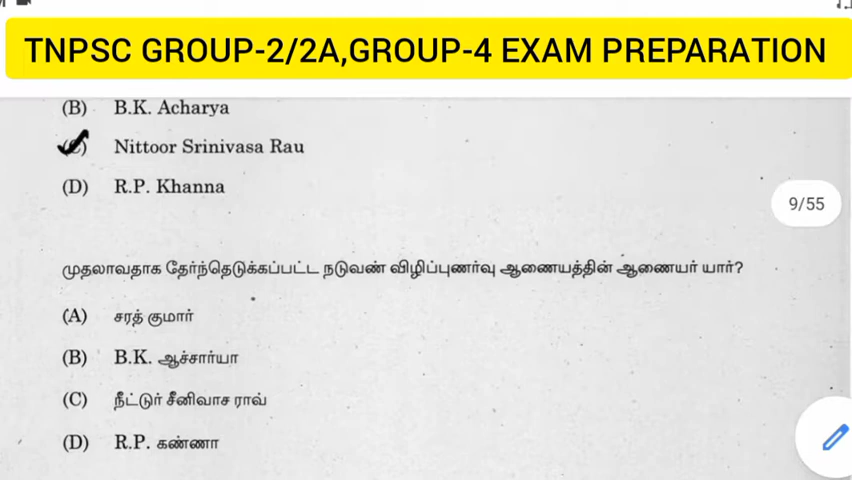 TNPSC GROUP-2/2A,GROUP-4 EXAM PREPARATION
(B) B.K. Acharya
(C) Nittoor Srinivasa Rau
(D) R.P. Khanna
9/55
முதலாவதாக தேர்ந்தெடுக்கப்பட்ட நடுவண் விழிப்புணர்வு ஆணையத்தின் ஆணையர் யார்?
(A) சரத் குமார்
(B) B.K. ஆச்சார்யா
(C) நீட்டுர் சீனிவாச ராவ்
(D) R.P. கண்ணா